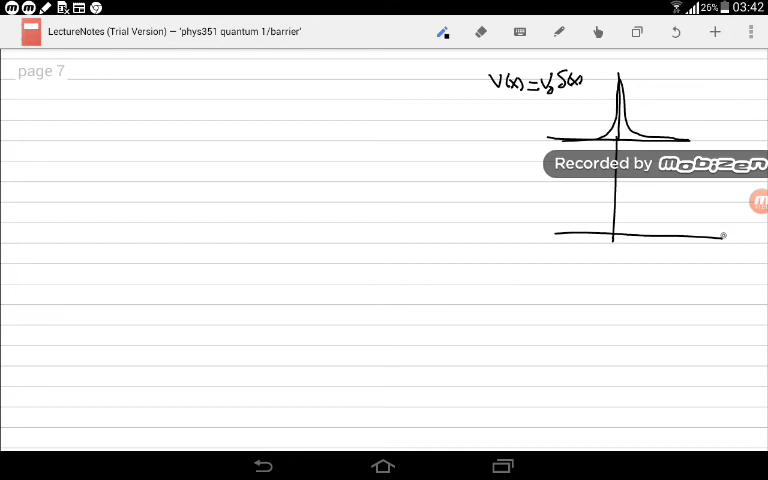 26% 03:42
LectureNotes (Trial Version) — 'phys351 quantum 1/barrier'
page 7
V(x) = V₀δ(x)
Recorded by mobizen